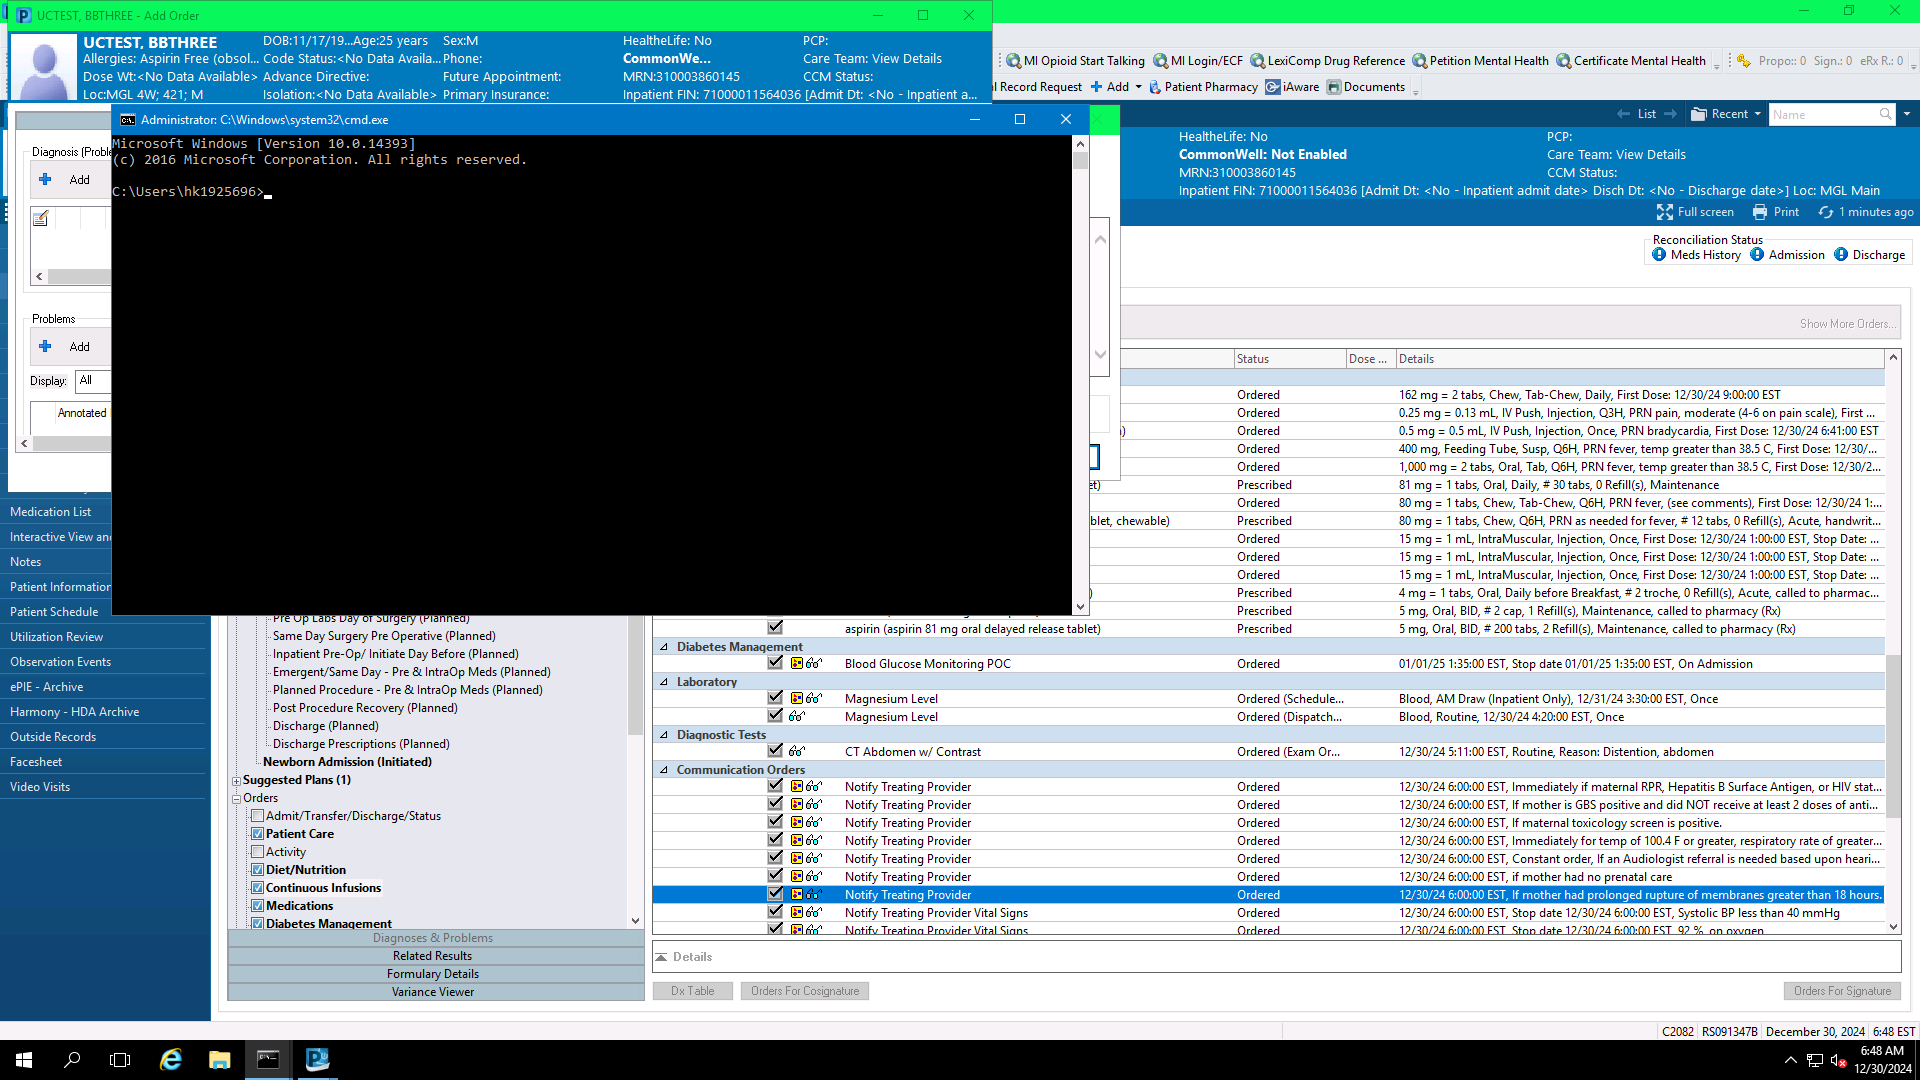 UCTEST, BBTHREE - Add Order
UCTEST, BBTHREE
DOB:11/17/19...Age:25 years
Sex:M
HealtheLife: No
PCP:
Allergies: Aspirin Free (obsol...
Code Status:<No Data Availa...
Phone:
CommonWe...
Care Team: View Details
Dose Wt:<No Data Available>
Advance Directive:
Future Appointment:
MRN:310003860145
CCM Status:
Loc:MGL 4W; 421; M
Isolation:<No Data Available>
Primary Insurance:
Inpatient FIN: 71000011564036 [Admit Dt: <No - Inpatient a...
MI Opioid Start Talking
MI Login/ECF
LexiComp Drug Reference
Petition Mental Health
Certificate Mental Health
Propo:: 0
Sign.: 0
eRx R.: 0
l Record Request
Add
Patient Pharmacy
iAware
Documents
List
Recent
Name
HealtheLife: No
PCP:
CommonWell: Not Enabled
Care Team: View Details
MRN:310003860145
CCM Status:
Inpatient FIN: 71000011564036 [Admit Dt: <No - Inpatient admit date> Disch Dt: <No - Discharge date>] Loc: MGL Main
Full screen
Print
1 minutes ago
Administrator: C:\Windows\system32\cmd.exe
Microsoft Windows [Version 10.0.14393]
(c) 2016 Microsoft Corporation. All rights reserved.
C:\Users\hk1925696>
Diagnosis (Proble
Add
Problems
Add
Display:
All
Annotated
Reconciliation Status
Meds History
Admission
Discharge
Show More Orders...
Status
Dose ...
Details
Ordered
162 mg = 2 tabs, Chew, Tab-Chew, Daily, First Dose: 12/30/24 9:00:00 EST
Ordered
0.25 mg = 0.13 mL, IV Push, Injection, Q3H, PRN pain, moderate (4-6 on pain scale), First ...
)
Ordered
0.5 mg = 0.5 mL, IV Push, Injection, Once, PRN bradycardia, First Dose: 12/30/24 6:41:00 EST
Ordered
400 mg, Feeding Tube, Susp, Q6H, PRN fever, temp greater than 38.5 C, First Dose: 12/30/...
Ordered
1,000 mg = 2 tabs, Oral, Tab, Q6H, PRN fever, temp greater than 38.5 C, First Dose: 12/30/2...
et)
Prescribed
81 mg = 1 tabs, Oral, Daily, # 30 tabs, 0 Refill(s), Maintenance
Ordered
80 mg = 1 tabs, Chew, Tab-Chew, Q6H, PRN fever, (see comments), First Dose: 12/30/24 1:...
blet, chewable)
Prescribed
80 mg = 1 tabs, Chew, Q6H, PRN as needed for fever, # 12 tabs, 0 Refill(s), Acute, handwrit...
Ordered
15 mg = 1 mL, IntraMuscular, Injection, Once, First Dose: 12/30/24 1:00:00 EST, Stop Date: ...
Ordered
15 mg = 1 mL, IntraMuscular, Injection, Once, First Dose: 12/30/24 1:00:00 EST, Stop Date: ...
Ordered
15 mg = 1 mL, IntraMuscular, Injection, Once, First Dose: 12/30/24 1:00:00 EST, Stop Date: ...
)
Prescribed
4 mg = 1 tabs, Oral, Daily before Breakfast, # 2 troche, 0 Refill(s), Acute, called to pharmac...
Prescribed
5 mg, Oral, BID, # 2 cap, 1 Refill(s), Maintenance, called to pharmacy (Rx)
aspirin (aspirin 81 mg oral delayed release tablet)
Prescribed
5 mg, Oral, BID, # 200 tabs, 2 Refill(s), Maintenance, called to pharmacy (Rx)
Diabetes Management
Blood Glucose Monitoring POC
Ordered
01/01/25 1:35:00 EST, Stop date 01/01/25 1:35:00 EST, On Admission
Laboratory
Magnesium Level
Ordered (Schedule...
Blood, AM Draw (Inpatient Only), 12/31/24 3:30:00 EST, Once
Magnesium Level
Ordered (Dispatch...
Blood, Routine, 12/30/24 4:20:00 EST, Once
Diagnostic Tests
CT Abdomen w/ Contrast
Ordered (Exam Or...
12/30/24 5:11:00 EST, Routine, Reason: Distention, abdomen
Communication Orders
Notify Treating Provider
Ordered
12/30/24 6:00:00 EST, Immediately if maternal RPR, Hepatitis B Surface Antigen, or HIV stat...
Notify Treating Provider
Ordered
12/30/24 6:00:00 EST, If mother is GBS positive and did NOT receive at least 2 doses of anti...
Notify Treating Provider
Ordered
12/30/24 6:00:00 EST, If maternal toxicology screen is positive.
Notify Treating Provider
Ordered
12/30/24 6:00:00 EST, Immediately for temp of 100.4 F or greater, respiratory rate of greater...
Notify Treating Provider
Ordered
12/30/24 6:00:00 EST, Constant order, If an Audiologist referral is needed based upon heari...
Notify Treating Provider
Ordered
12/30/24 6:00:00 EST, if mother had no prenatal care
Notify Treating Provider
Ordered
12/30/24 6:00:00 EST, If mother had prolonged rupture of membranes greater than 18 hours.
Notify Treating Provider Vital Signs
Ordered
12/30/24 6:00:00 EST, Stop date 12/30/24 6:00:00 EST, Systolic BP less than 40 mmHg
Notify Treating Provider Vital Signs
Ordered
12/30/24 6:00:00 EST, Stop date 12/30/24 6:00:00 EST, 92 %, on oxygen
Medication List
Interactive View and
Notes
Patient Information
Patient Schedule
Utilization Review
Observation Events
ePIE - Archive
Harmony - HDA Archive
Outside Records
Facesheet
Video Visits
Pre Op Labs Day of Surgery (Planned)
Same Day Surgery Pre Operative (Planned)
Inpatient Pre-Op/ Initiate Day Before (Planned)
Emergent/Same Day - Pre & IntraOp Meds (Planned)
Planned Procedure - Pre & IntraOp Meds (Planned)
Post Procedure Recovery (Planned)
Discharge (Planned)
Discharge Prescriptions (Planned)
Newborn Admission (Initiated)
Suggested Plans (1)
Orders
Admit/Transfer/Discharge/Status
Patient Care
Activity
Diet/Nutrition
Continuous Infusions
Medications
Diabetes Management
Diagnoses & Problems
Related Results
Formulary Details
Variance Viewer
Details
Dx Table
Orders For Cosignature
Orders For Signature
C2082
RS091347B
December 30, 2024
6:48 EST
6:48 AM
12/30/2024